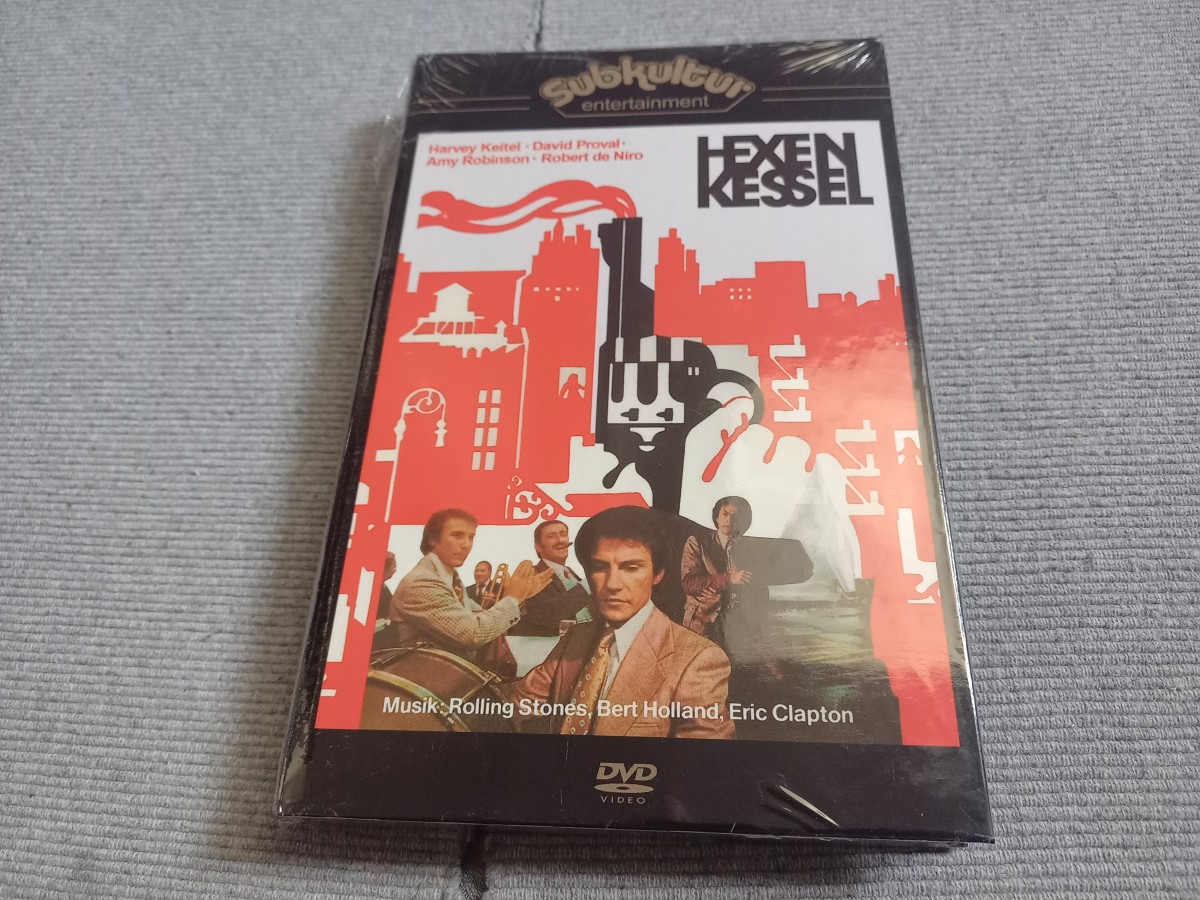 Subkultur
entertainment
Harvey Keitel · David Proval ·
Amy Robinson · Robert de Niro
HEXEN
KESSEL
Musik: Rolling Stones, Bert Holland, Eric Clapton
DVD
VIDEO